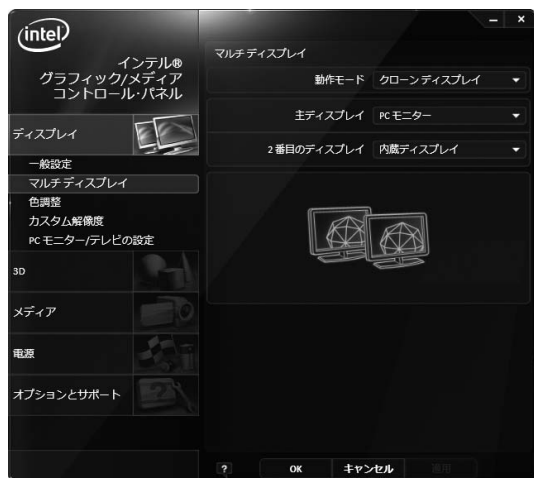 intel
インテル®
グラフィック/メディア
コントロール・パネル
ディスプレイ
一般設定
マルチディスプレイ
色調整
カスタム解像度
PCモニター/テレビの設定
3D
メディア
電源
オプションとサポート
マルチディスプレイ
動作モード クローンディスプレイ
主ディスプレイ PCモニター
2番目のディスプレイ 内蔵ディスプレイ
? OK キャンセル 適用